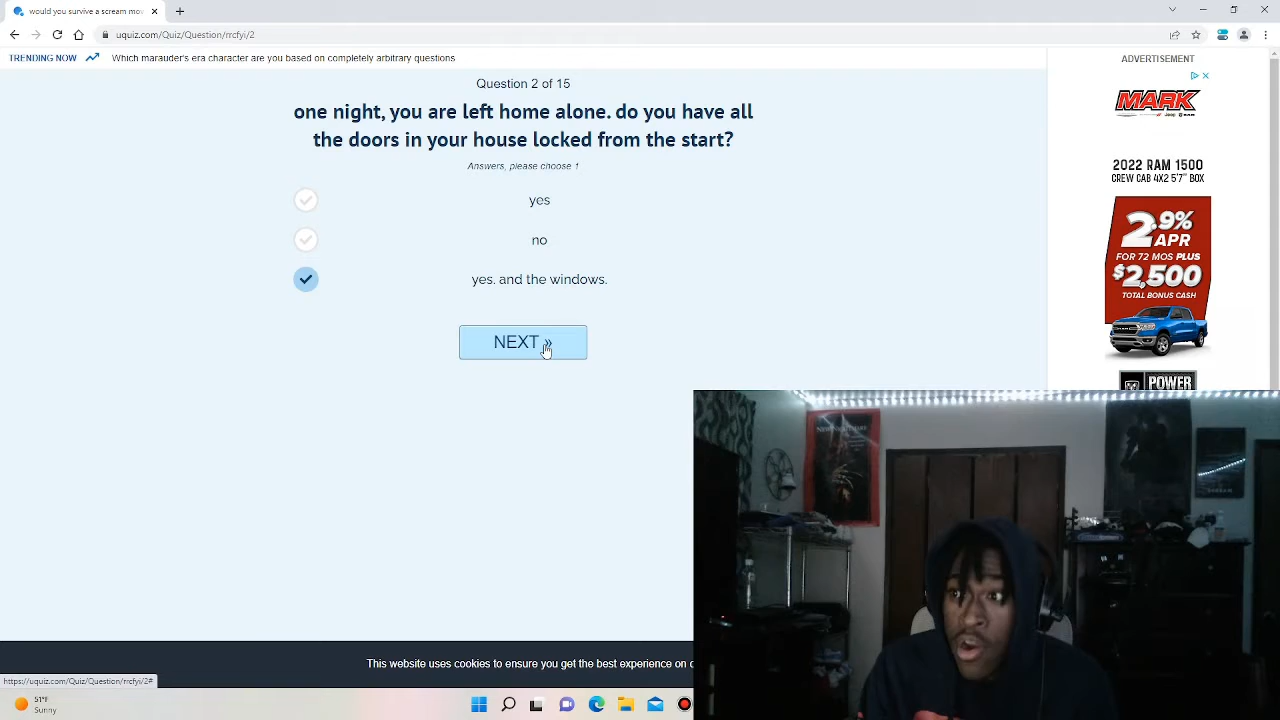 would you survive a scream mov
uquiz.com/Quiz/Question/rrcfyi/2
TRENDING NOW Which marauder's era character are you based on completely arbitrary questions
ADVERTISEMENT
Question 2 of 15
one night, you are left home alone. do you have all
the doors in your house locked from the start?
Answers, please choose 1
yes
no
yes. and the windows.
NEXT »
MARK
RAM
2022 RAM 1500
CREW CAB 4X2 5'7" BOX
2.9%
APR
FOR 72 MOS PLUS
$2,500
TOTAL BONUS CASH
POWER
This website uses cookies to ensure you get the best experience on
https://uquiz.com/Quiz/Question/rrcfyi/2#
51°F
Sunny